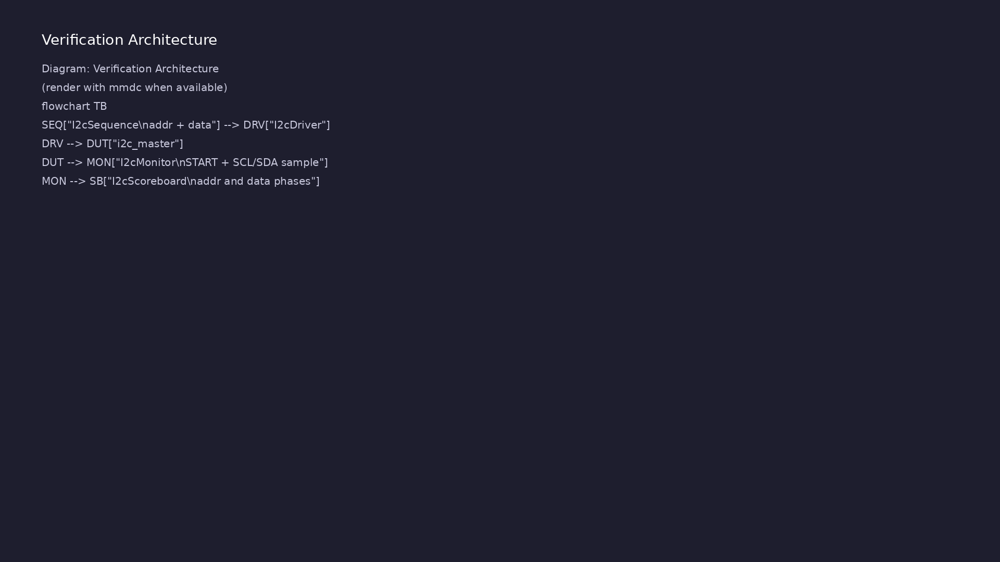 Verification Architecture
Diagram: Verification Architecture
(render with mmdc when available)
flowchart TB
SEQ["I2cSequence\naddr + data"] --> DRV["I2cDriver"]
DRV --> DUT["i2c_master"]
DUT --> MON["I2cMonitor\nSTART + SCL/SDA sample"]
MON --> SB["I2cScoreboard\naddr and data phases"]